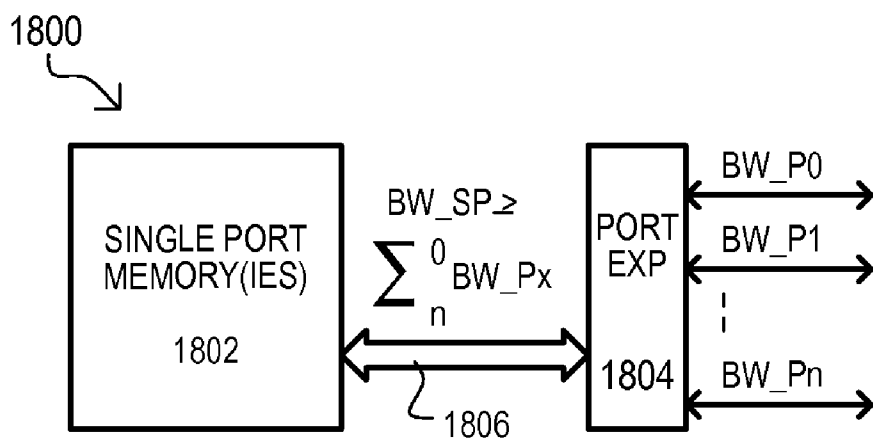 1800
SINGLE PORT
MEMORY(IES)
1802
BW_SP ≥
∑ 0 n BW_Px
1806
PORT
EXP
1804
BW_P0
BW_P1
BW_Pn